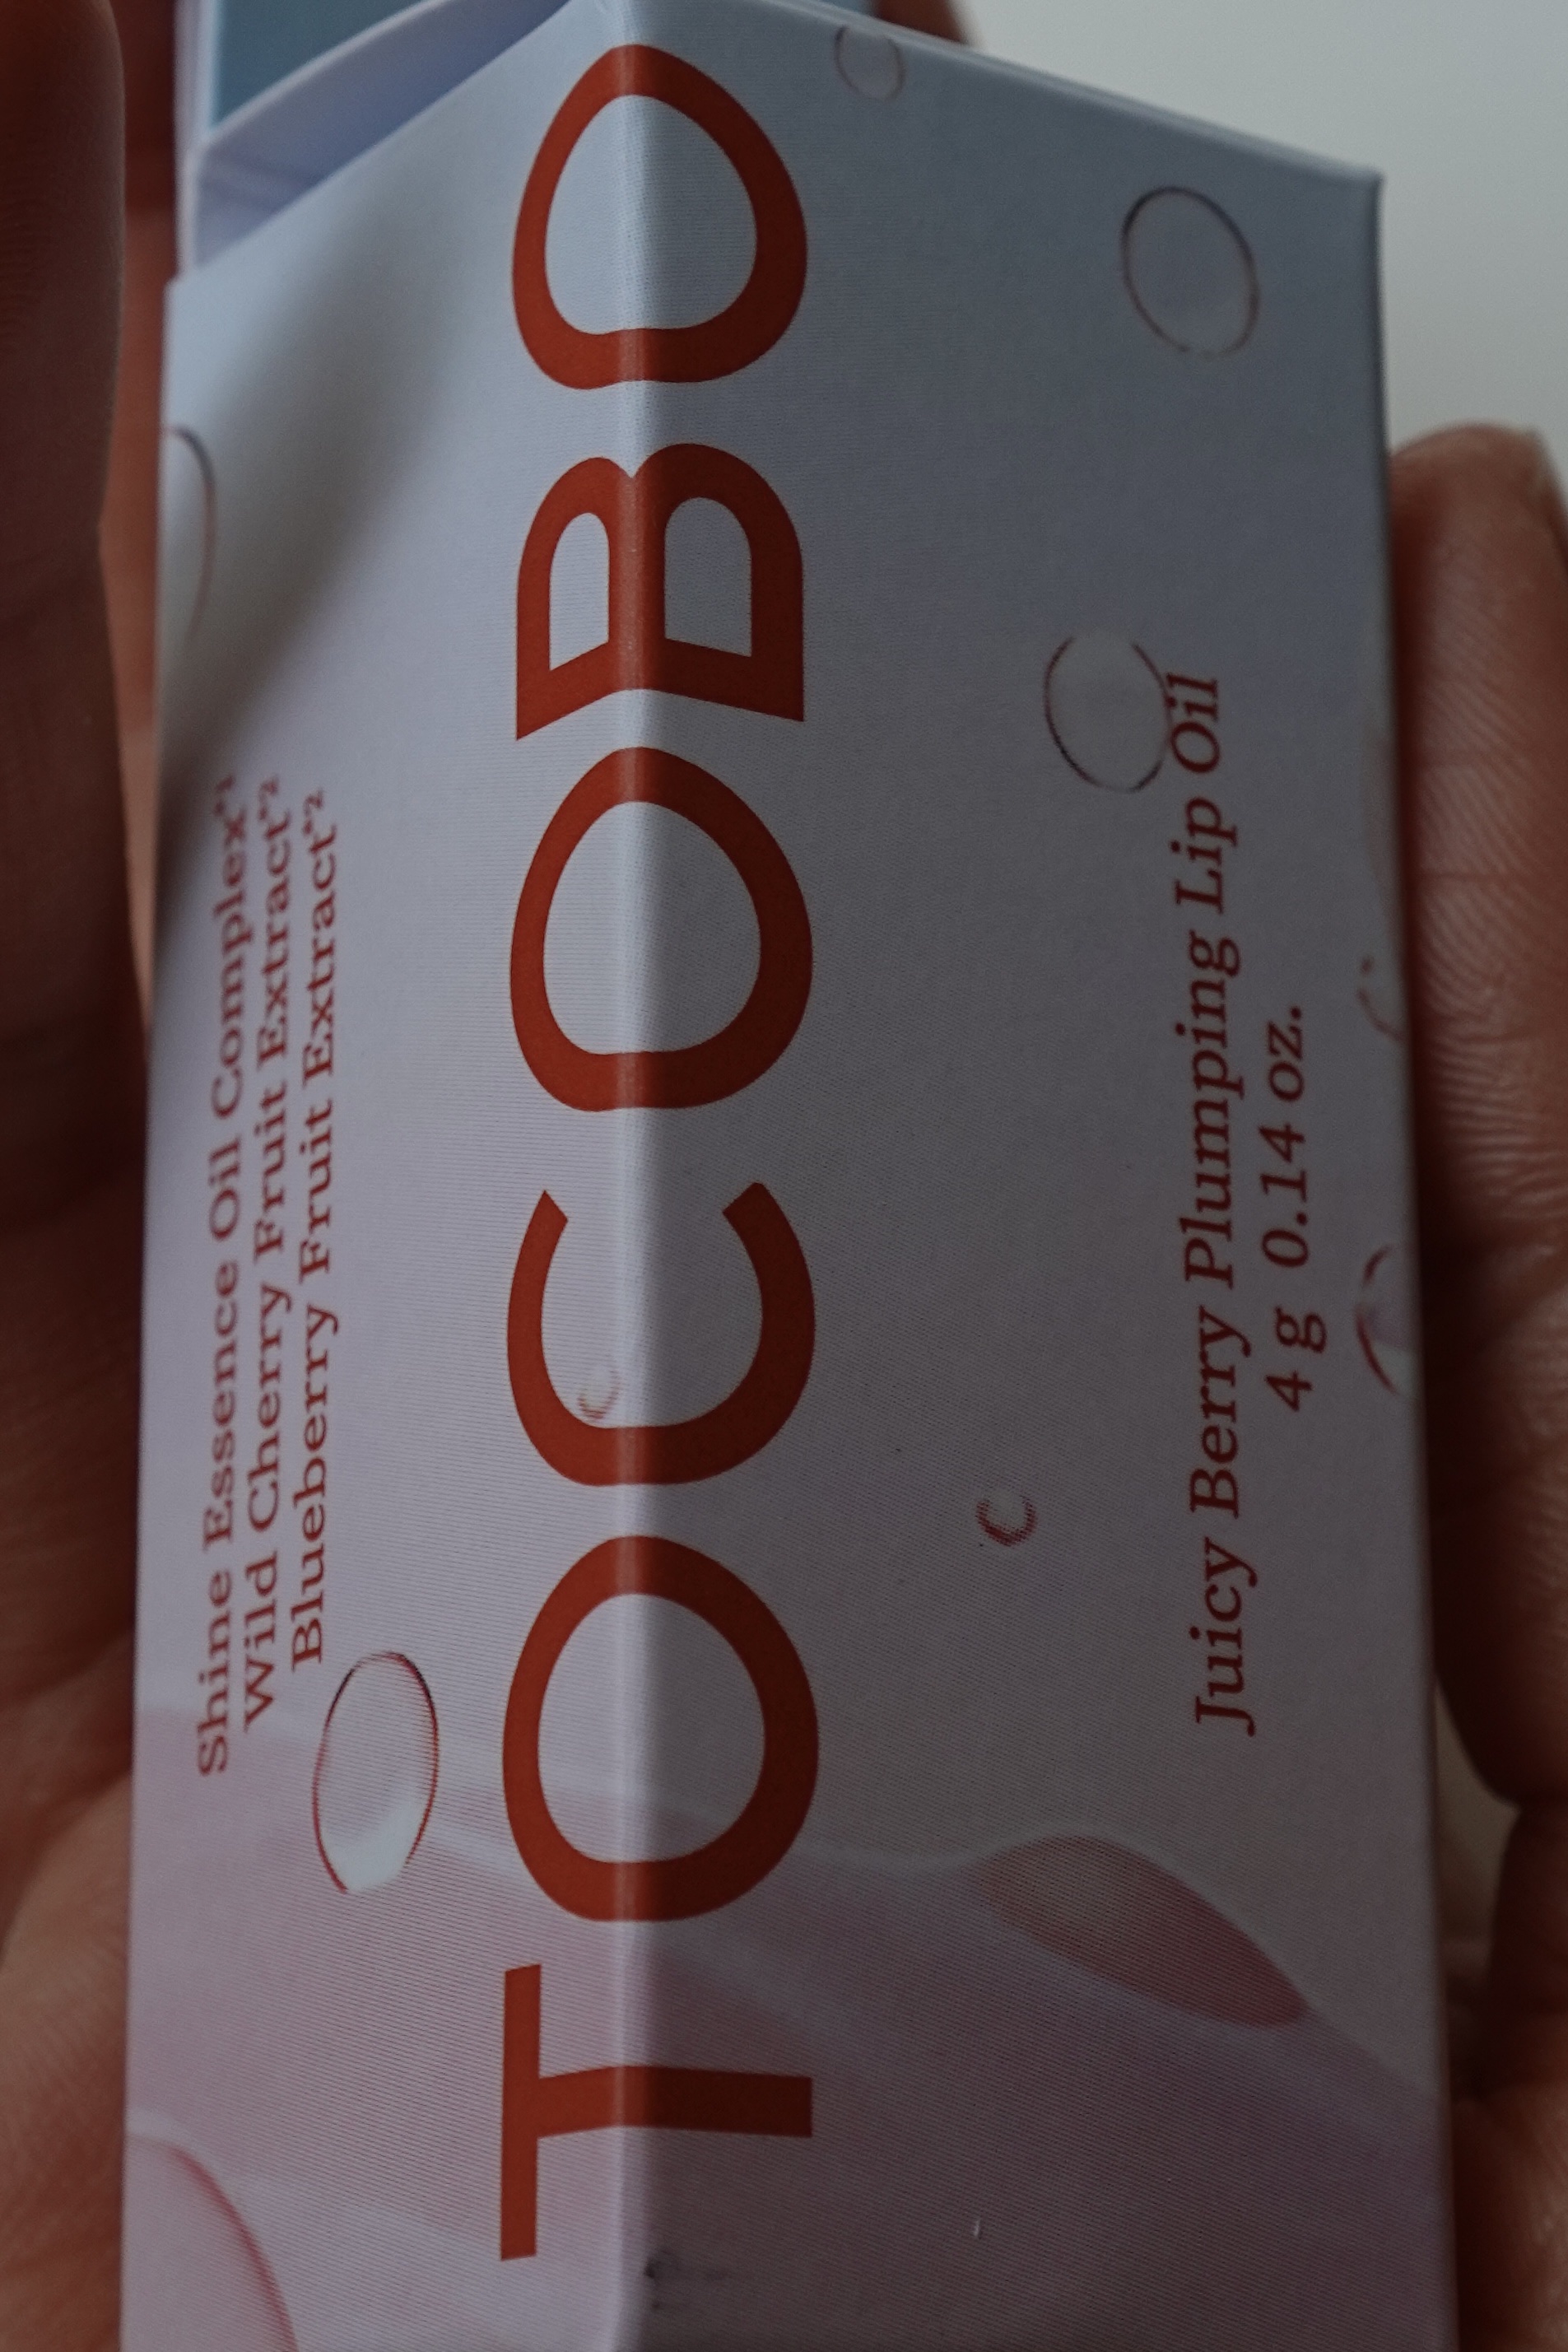 Shine Essence Oil Complex*1
Wild Cherry Fruit Extract*2
Blueberry Fruit Extract*2
TOCOBO
Juicy Berry Plumping Lip Oil
4 g 0.14 oz.